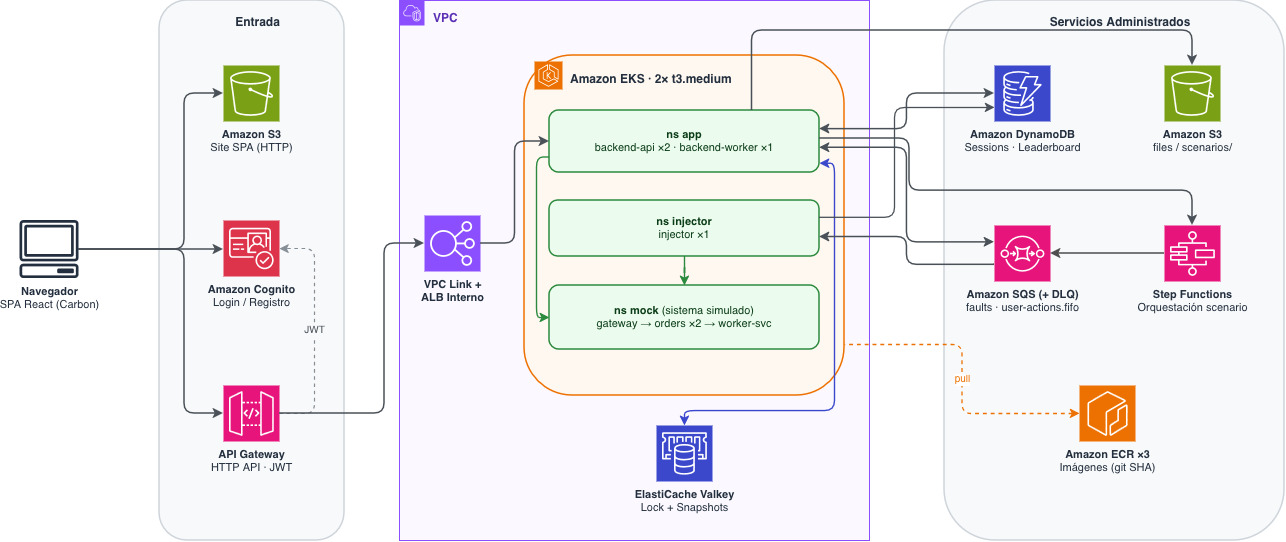 Entrada
Amazon S3
Site SPA (HTTP)
Amazon Cognito
Login / Registro
JWT
API Gateway
HTTP API · JWT
Navegador
SPA React (Carbon)
VPC
VPC Link +
ALB Interno
Amazon EKS · 2× t3.medium
ns app
backend-api ×2 · backend-worker ×1
ns injector
injector ×1
ns mock (sistema simulado)
gateway → orders ×2 → worker-svc
ElastiCache Valkey
Lock + Snapshots
Servicios Administrados
Amazon DynamoDB
Sessions · Leaderboard
Amazon S3
files / scenarios/
Amazon SQS (+ DLQ)
faults · user-actions.fifo
Step Functions
Orquestación scenario
pull
Amazon ECR ×3
Imágenes (git SHA)